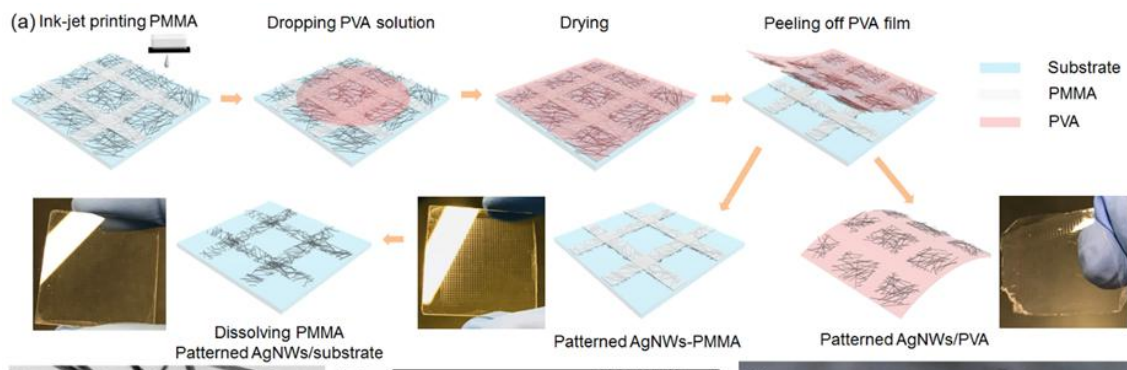 (a) Ink-jet printing PMMA
Dropping PVA solution
Drying
Peeling off PVA film
Substrate
PMMA
PVA
Dissolving PMMA
Patterned AgNWs/substrate
Patterned AgNWs-PMMA
Patterned AgNWs/PVA